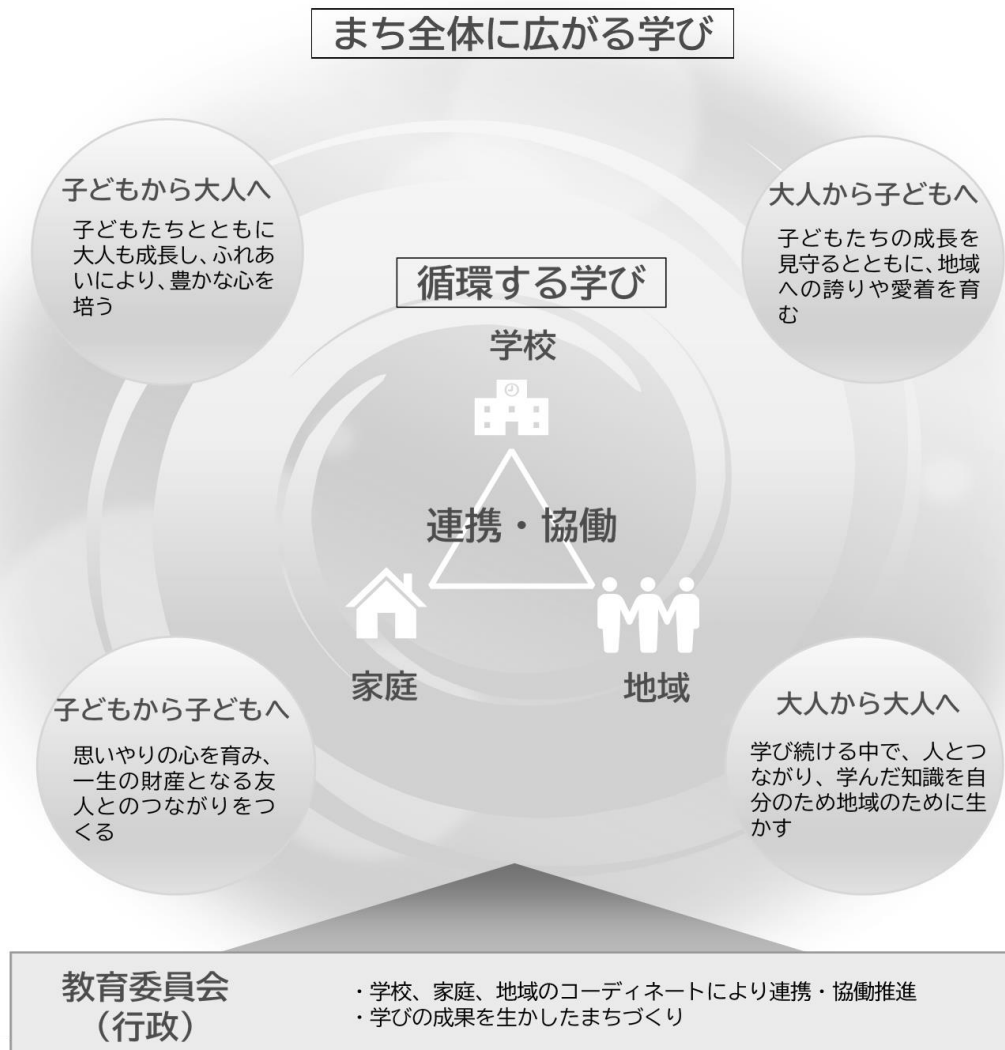 まち全体に広がる学び
子どもから大人へ
子どもたちとともに
大人も成長し、ふれあ
いにより、豊かな心を
培う
大人から子どもへ
子どもたちの成長を
見守るとともに、地域
への誇りや愛着を育
む
循環する学び
学校
連携・協働
家庭
地域
子どもから子どもへ
思いやりの心を育み、
一生の財産となる友
人とのつながりをつ
くる
大人から大人へ
学び続ける中で、人とつ
ながり、学んだ知識を自
分のため地域のために生
かす
教育委員会
（行政）
・学校、家庭、地域のコーディネートにより連携・協働推進
・学びの成果を生かしたまちづくり